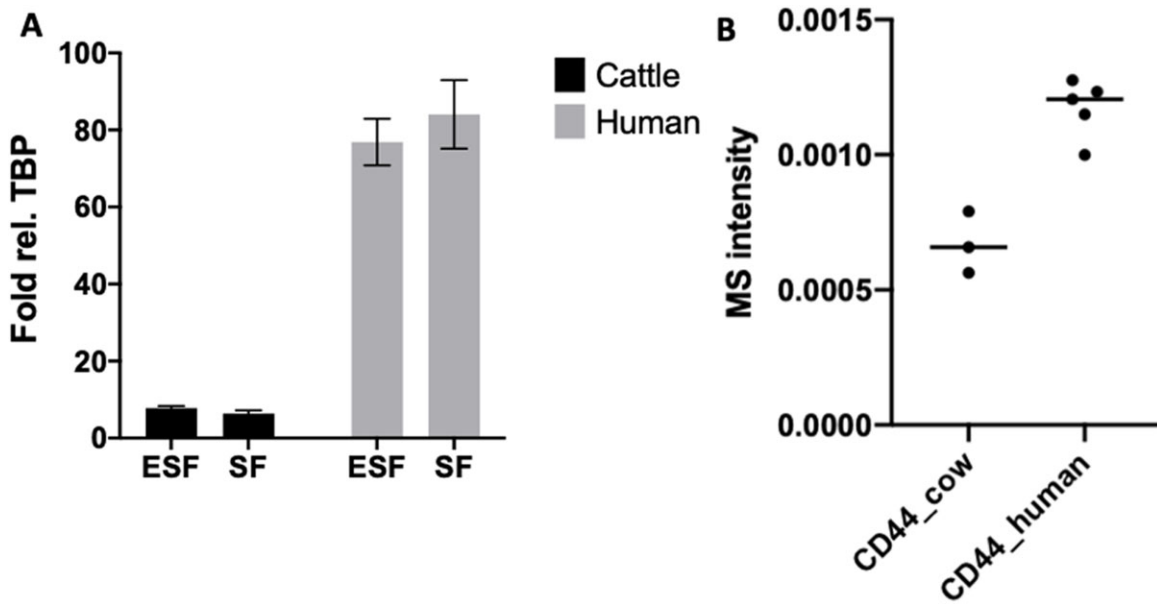 A
Fold rel. TBP
100
80
60
40
20
0
ESF SF ESF SF
Cattle
Human
B
MS intensity
0.0015
0.0010
0.0005
0.0000
CD44_cow
CD44_human